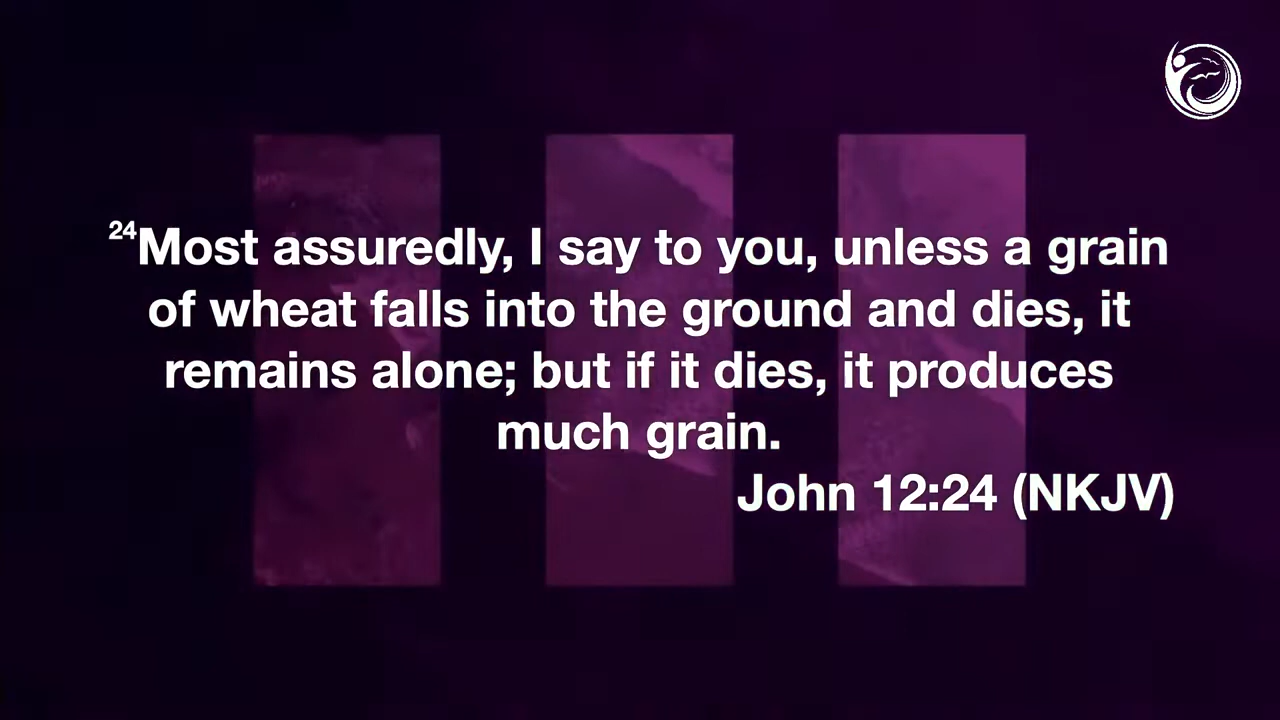 24Most assuredly, I say to you, unless a grain
of wheat falls into the ground and dies, it
remains alone; but if it dies, it produces
much grain.
John 12:24 (NKJV)